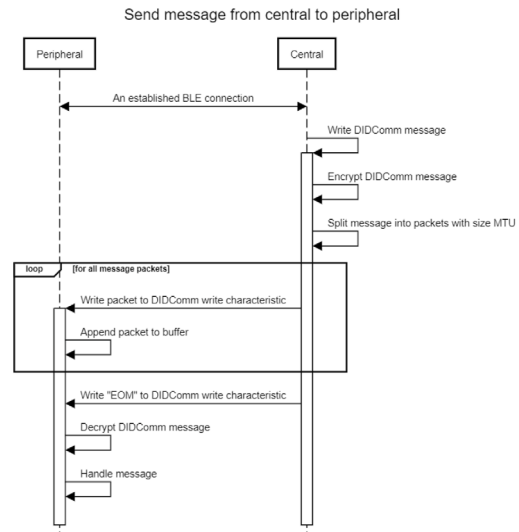 Send message from central to peripheral
Peripheral
Central
An established BLE connection
Write DIDComm message
Encrypt DIDComm message
Split message into packets with size MTU
loop
[for all message packets]
Write packet to DIDComm write characteristic
Append packet to buffer
Write "EOM" to DIDComm write characteristic
Decrypt DIDComm message
Handle message